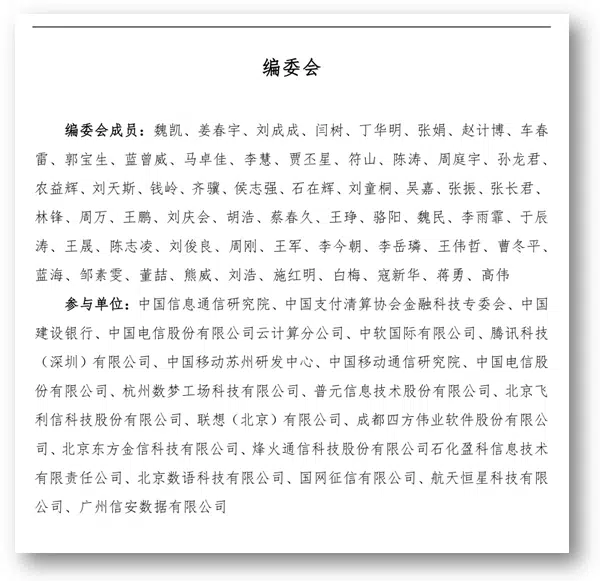 编委会
编委会成员：魏凯、姜春宇、刘成成、闫树、丁华明、张娟、赵计博、车春
雷、郭宝生、蓝曾威、马卓佳、李慧、贾丕星、符山、陈涛、周庭宇、孙龙君、
农益辉、刘天斯、钱岭、齐骥、侯志强、石在辉、刘童桐、吴嘉、张振、张长君、
林锋、周万、王鹏、刘庆会、胡浩、蔡春久、王琤、骆阳、魏民、李雨霏、于辰
涛、王晟、陈志凌、刘俊良、周刚、王军、李今朝、李岳璘、王伟哲、曹冬平、
蓝海、邹素雯、董喆、熊威、刘浩、施红明、白梅、寇新华、蒋勇、高伟
参与单位：中国信息通信研究院、中国支付清算协会金融科技专委会、中国
建设银行、中国电信股份有限公司云计算分公司、中软国际有限公司、腾讯科技
（深圳）有限公司、中国移动苏州研发中心、中国移动通信研究院、中国电信股
份有限公司、杭州数梦工场科技有限公司、普元信息技术股份有限公司、北京飞
利信科技股份有限公司、联想（北京）有限公司、成都四方伟业软件股份有限公
司、北京东方金信科技有限公司、烽火通信科技股份有限公司石化盈科信息技术
有限责任公司、北京数语科技有限公司、国网征信有限公司、航天恒星科技有限
公司、广州信安数据有限公司